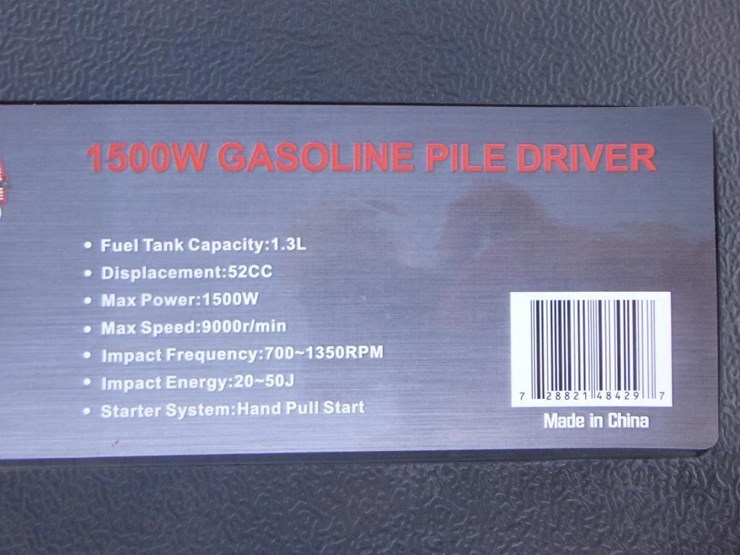 1500W GASOLINE PILE DRIVER
• Fuel Tank Capacity:1.3L
• Displacement:52CC
• Max Power:1500W
• Max Speed:9000r/min
• Impact Frequency:700~1350RPM
• Impact Energy:20~50J
• Starter System:Hand Pull Start
7 28821 48429 7
Made in China